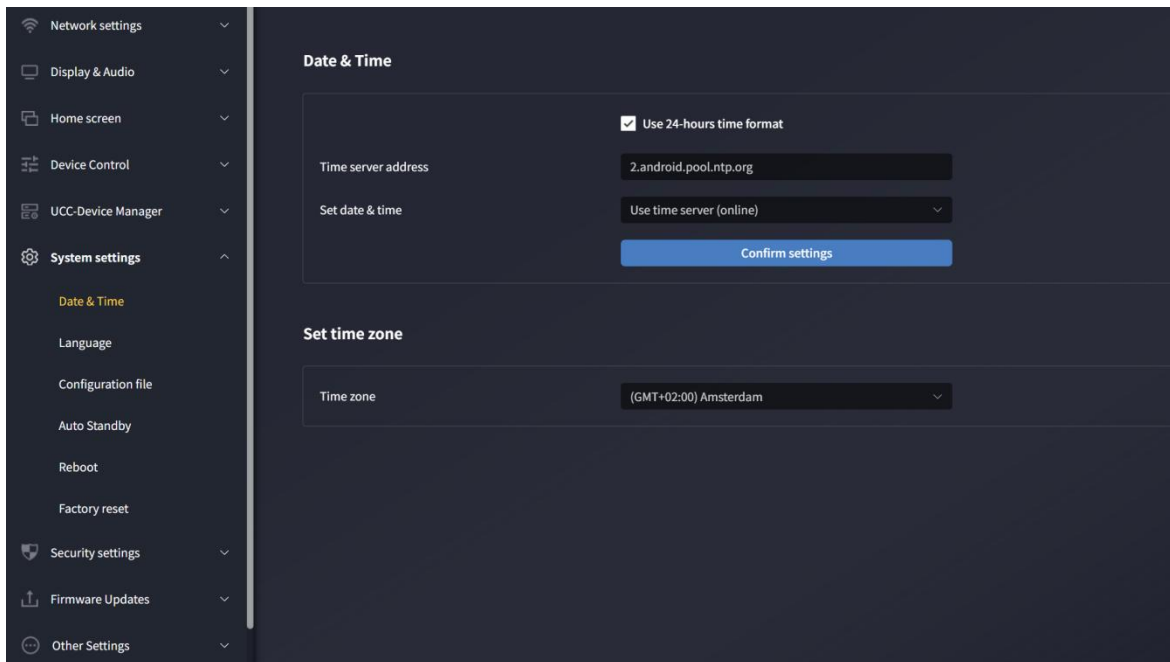 Network settings
Display & Audio
Home screen
Device Control
UCC-Device Manager
System settings
Date & Time
Language
Configuration file
Auto Standby
Reboot
Factory reset
Security settings
Firmware Updates
Other Settings
Date & Time
Use 24-hours time format
Time server address
2.android.pool.ntp.org
Set date & time
Use time server (online)
Confirm settings
Set time zone
Time zone
(GMT+02:00) Amsterdam